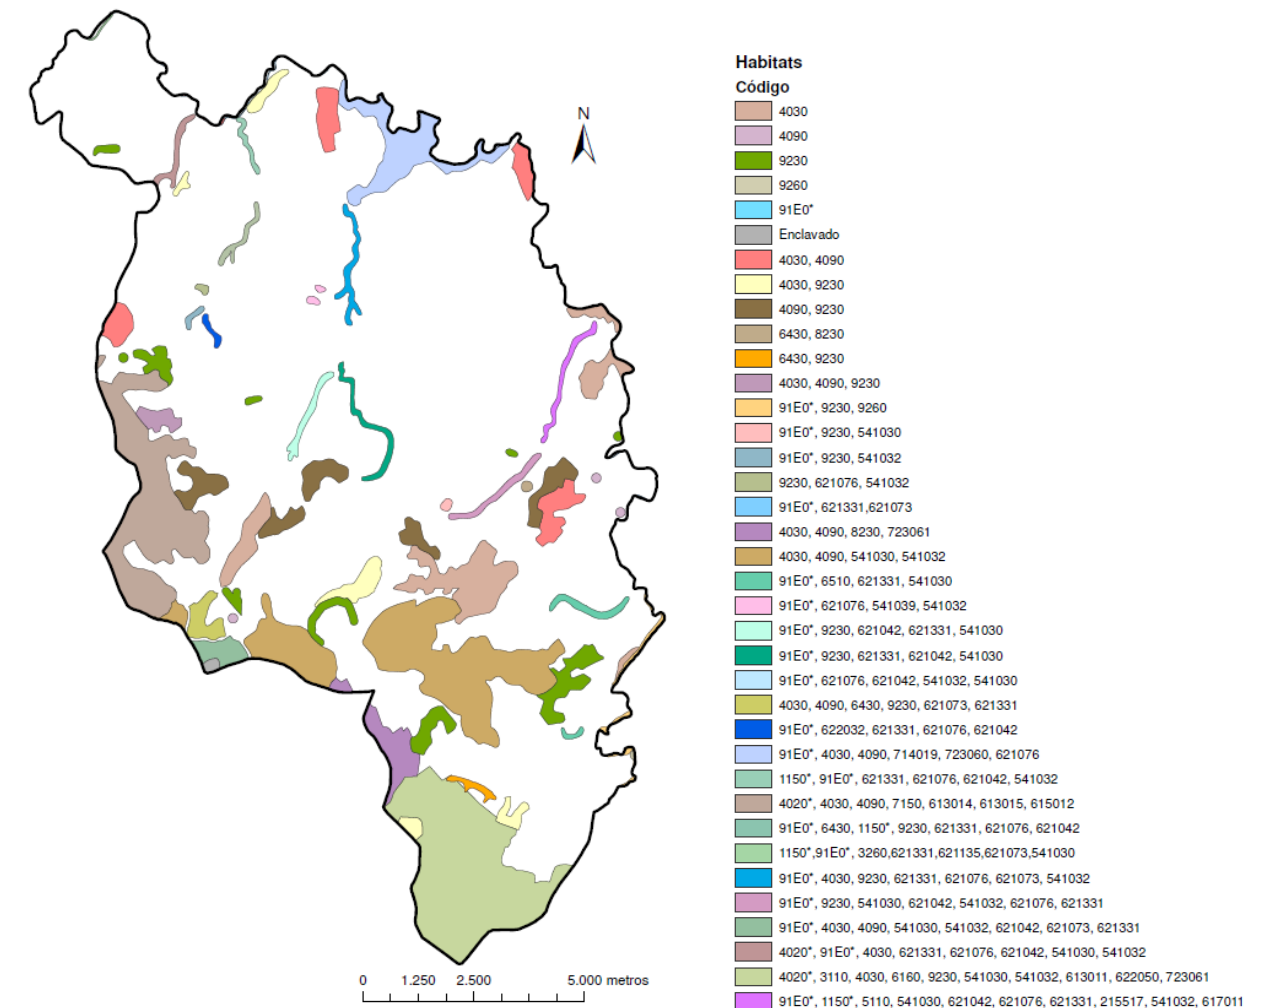 N
0 1.250 2.500 5.000 metros
Habitats
Código
4030
4090
9230
9260
91E0*
Enclavado
4030, 4090
4030, 9230
4090, 9230
6430, 8230
6430, 9230
4030, 4090, 9230
91E0*, 9230, 9260
91E0*, 9230, 541030
91E0*, 9230, 541032
9230, 621076, 541032
91E0*, 621331,621073
4030, 4090, 8230, 723061
4030, 4090, 541030, 541032
91E0*, 6510, 621331, 541030
91E0*, 621076, 541039, 541032
91E0*, 9230, 621042, 621331, 541030
91E0*, 9230, 621331, 621042, 541030
91E0*, 621076, 621042, 541032, 541030
4030, 4090, 6430, 9230, 621073, 621331
91E0*, 622032, 621331, 621076, 621042
91E0*, 4030, 4090, 714019, 723060, 621076
1150*, 91E0*, 621331, 621076, 621042, 541032
4020*, 4030, 4090, 7150, 613014, 613015, 615012
91E0*, 6430, 1150*, 9230, 621331, 621076, 621042
1150*,91E0*, 3260,621331,621135,621073,541030
91E0*, 4030, 9230, 621331, 621076, 621073, 541032
91E0*, 9230, 541030, 621042, 541032, 621076, 621331
91E0*, 4030, 4090, 541030, 541032, 621042, 621073, 621331
4020*, 91E0*, 4030, 621331, 621076, 621042, 541030, 541032
4020*, 3110, 4030, 6160, 9230, 541030, 541032, 613011, 622050, 723061
91E0*, 1150*, 5110, 541030, 621042, 621076, 621331, 215517, 541032, 617011